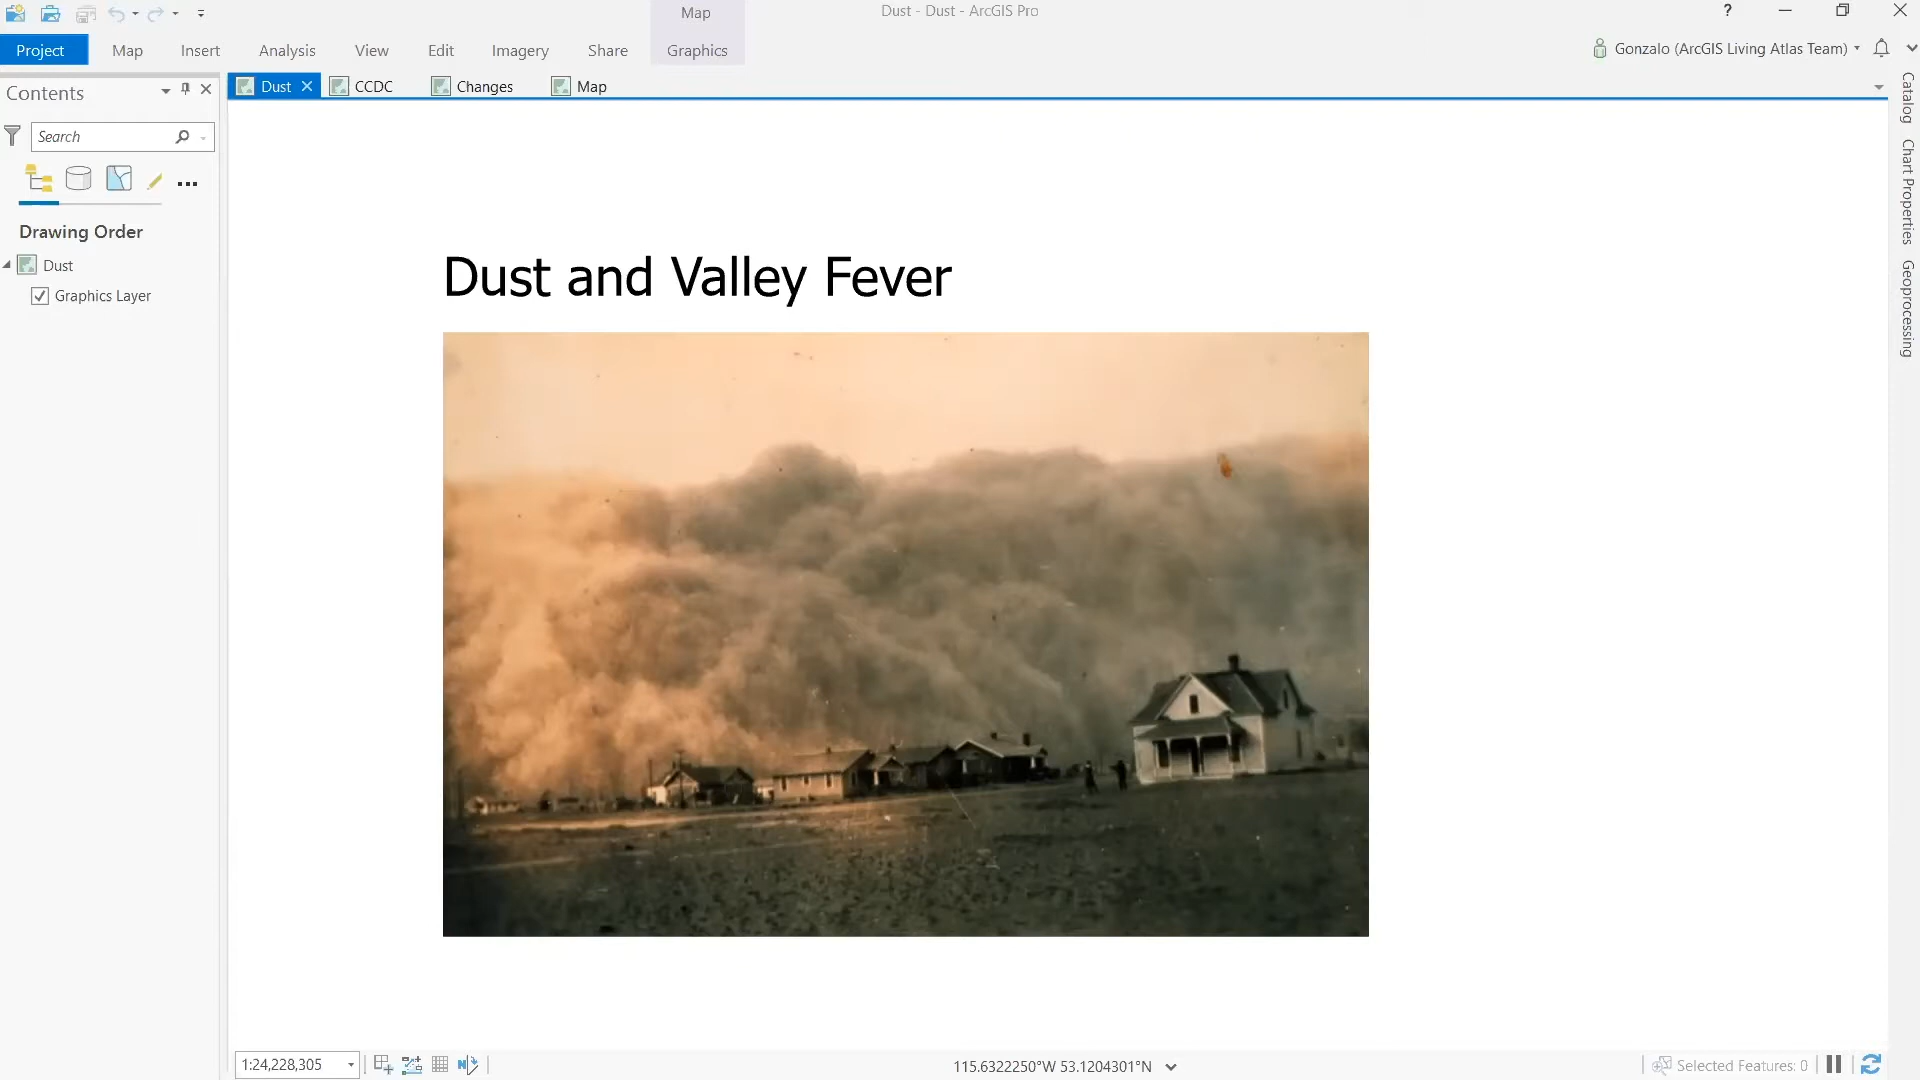 Map
Dust - Dust - ArcGIS Pro
?
Project
Map
Insert
Analysis
View
Edit
Imagery
Share
Graphics
Gonzalo (ArcGIS Living Atlas Team)
Contents
Dust
CCDC
Changes
Map
Search
Drawing Order
Dust
Graphics Layer
Dust and Valley Fever
Catalog
Chart Properties
Geoprocessing
1:24,228,305
115.6322250°W 53.1204301°N
Selected Features: 0